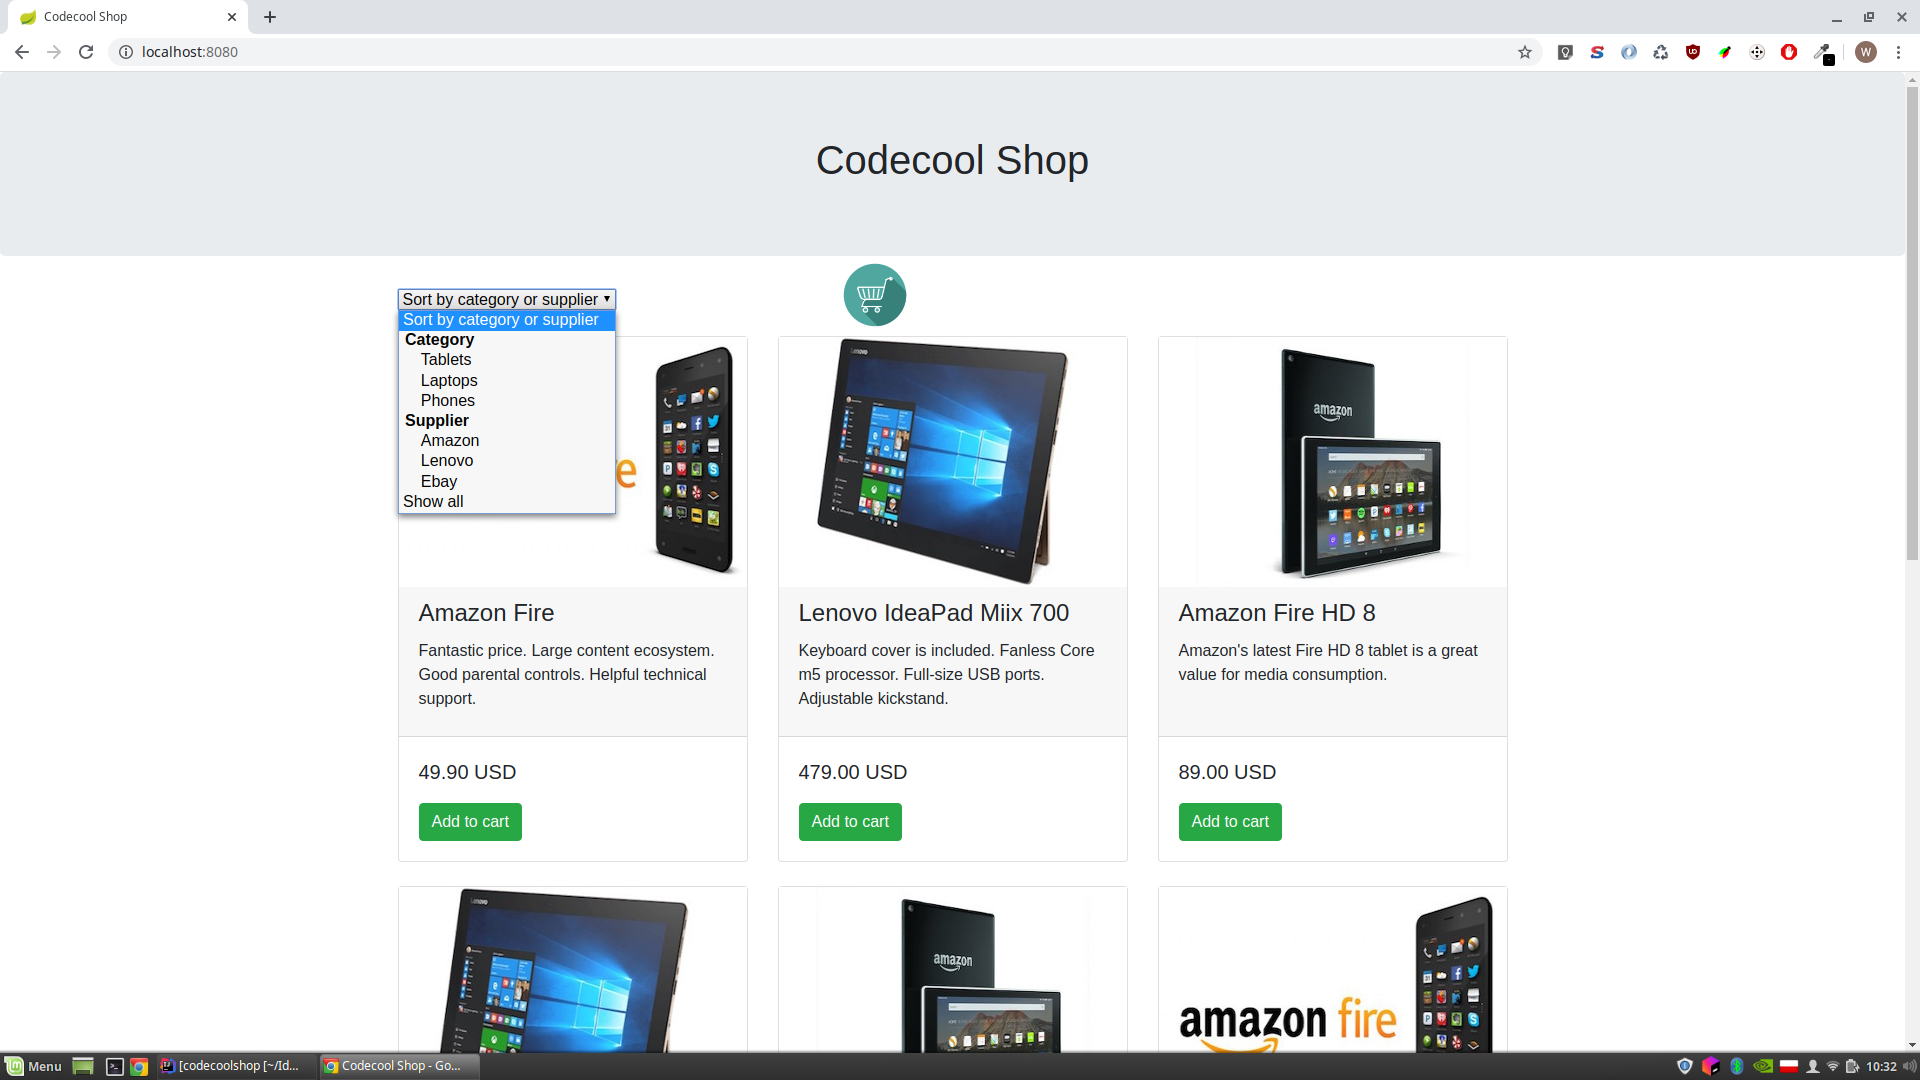 Codecool Shop
localhost:8080
W
Codecool Shop
Sort by category or supplier
Sort by category or supplier
Category
Tablets
Laptops
Phones
Supplier
Amazon
Lenovo
Ebay
Show all
re
Lenovo
amazon
Amazon Fire
Fantastic price. Large content ecosystem.
Good parental controls. Helpful technical
support.
49.90 USD
Add to cart
Lenovo IdeaPad Miix 700
Keyboard cover is included. Fanless Core
m5 processor. Full-size USB ports.
Adjustable kickstand.
479.00 USD
Add to cart
Amazon Fire HD 8
Amazon's latest Fire HD 8 tablet is a great
value for media consumption.
89.00 USD
Add to cart
Lenovo
amazon
amazon fire
Menu
[codecoolshop [~/Id...
Codecool Shop - Go...
10:32